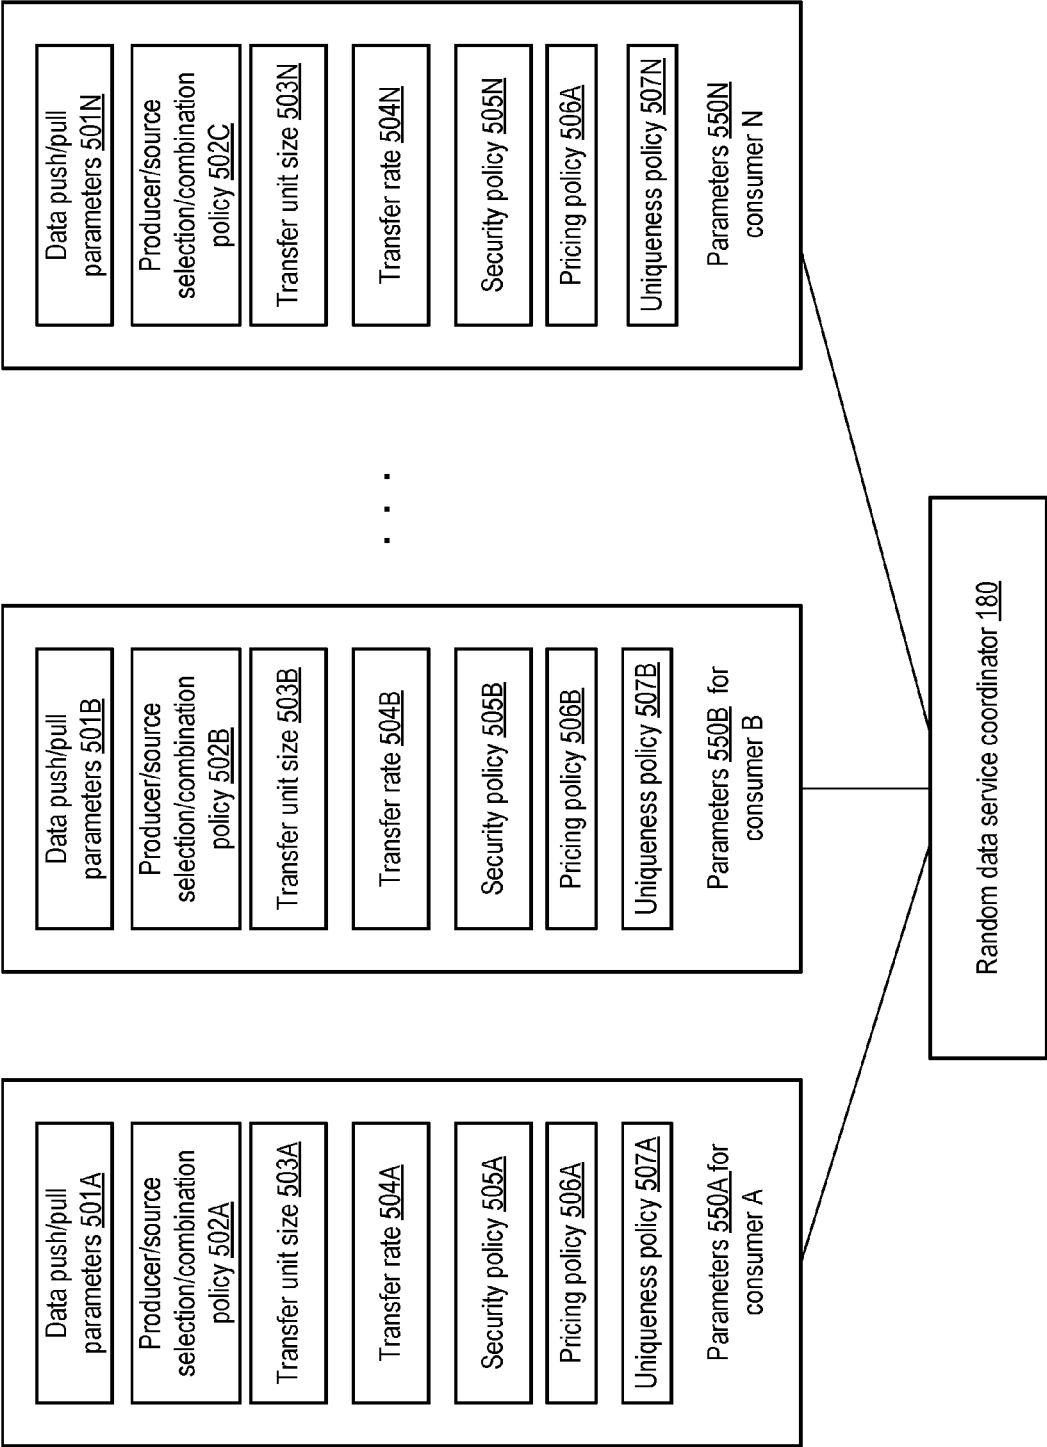 Data push/pull
parameters 501A
Producer/source
selection/combination
policy 502A
Transfer unit size 503A
Transfer rate 504A
Security policy 505A
Pricing policy 506A
Uniqueness policy 507A
Parameters 550A for
consumer A
Data push/pull
parameters 501B
Producer/source
selection/combination
policy 502B
Transfer unit size 503B
Transfer rate 504B
Security policy 505B
Pricing policy 506B
Uniqueness policy 507B
Parameters 550B for
consumer B
. . .
Data push/pull
parameters 501N
Producer/source
selection/combination
policy 502C
Transfer unit size 503N
Transfer rate 504N
Security policy 505N
Pricing policy 506A
Uniqueness policy 507N
Parameters 550N for
consumer N
Random data service coordinator 180